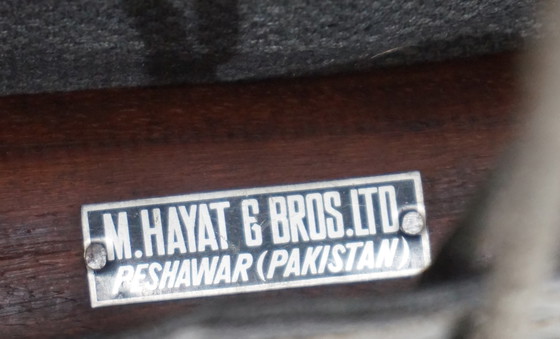 M.HAYAT & BROS.LTD
PESHAWAR (PAKISTAN)